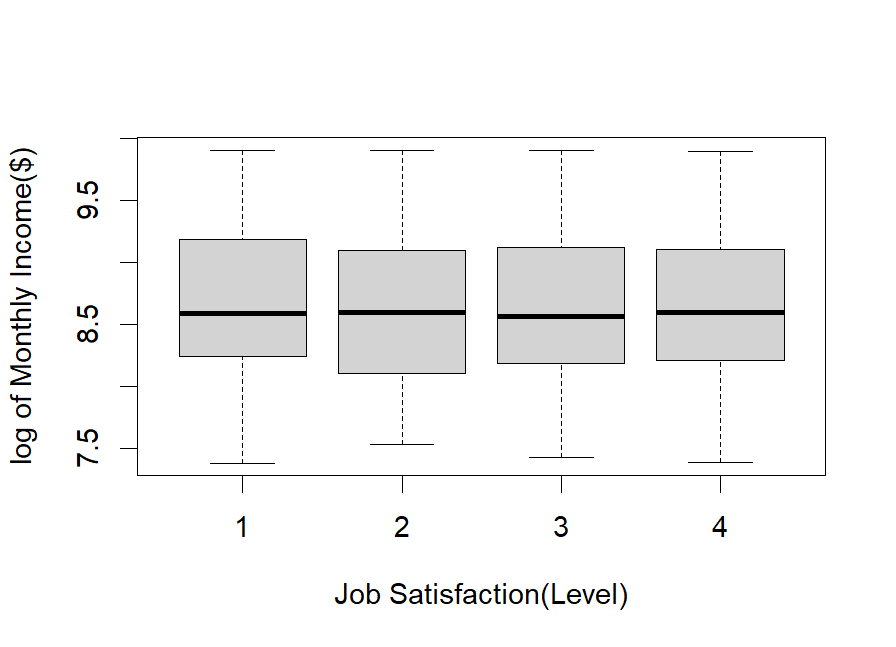 log of Monthly Income($)
9.5
8.5
7.5
1 2 3 4
Job Satisfaction(Level)